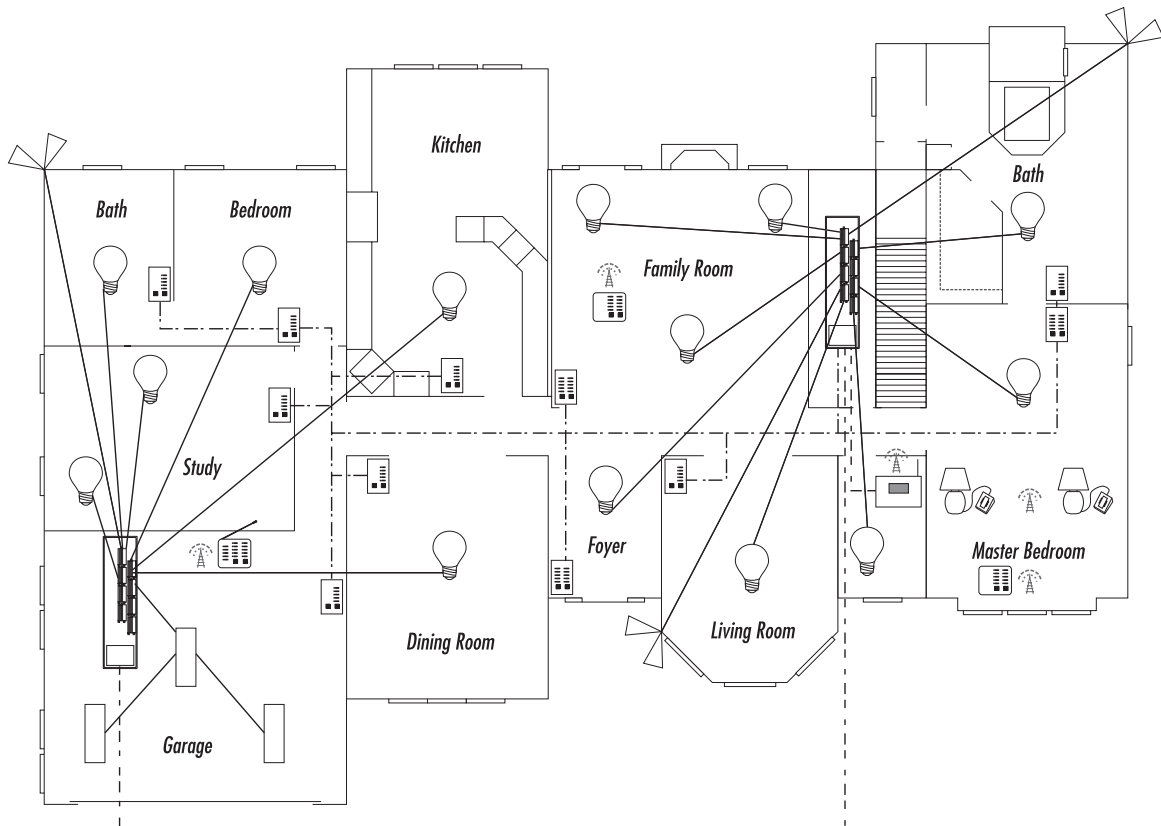 Kitchen
Bath
Bedroom
Bath
Family Room
Study
Foyer
Master Bedroom
Dining Room
Living Room
Garage